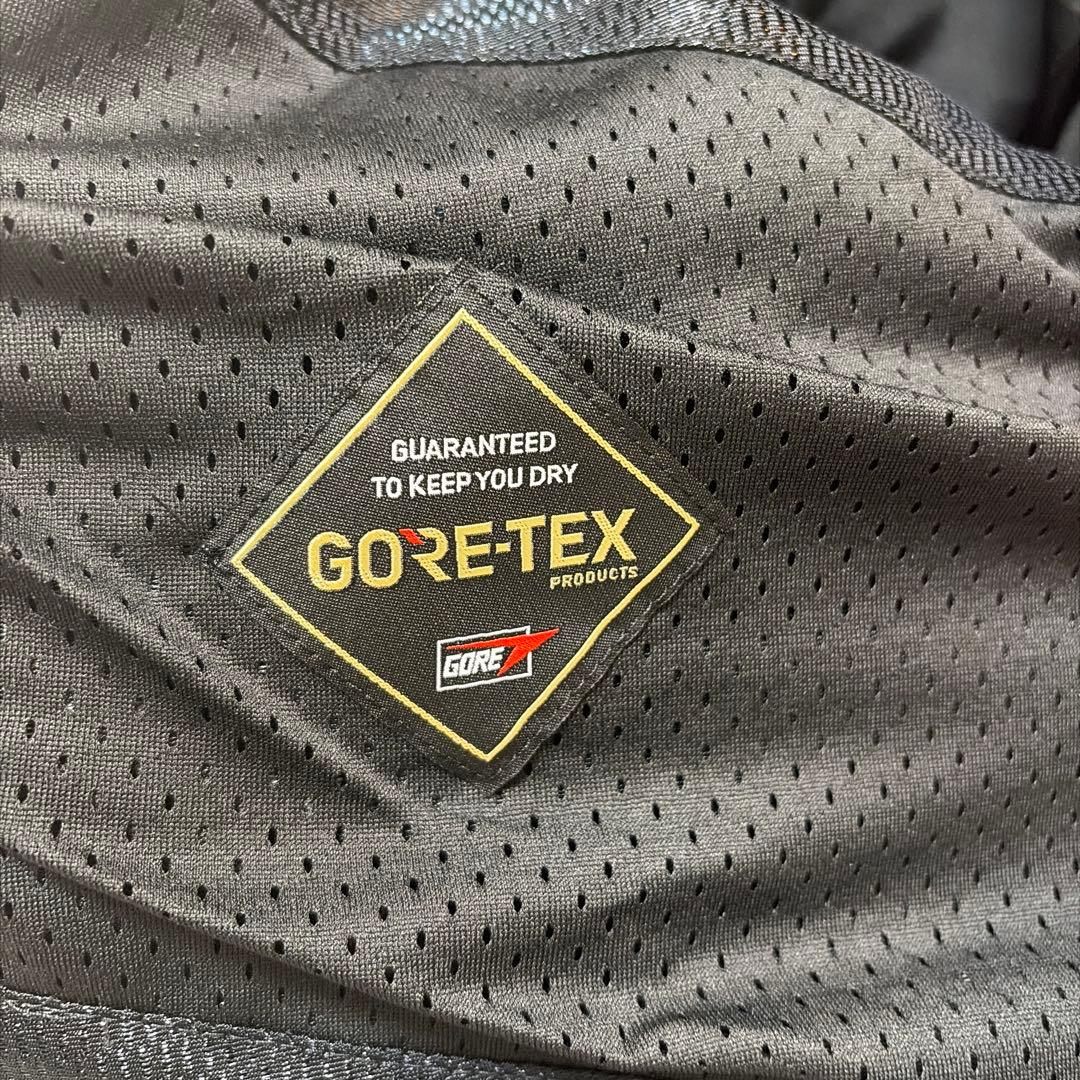 GUARANTEED
TO KEEP YOU DRY
GORE-TEX
PRODUCTS
GORE